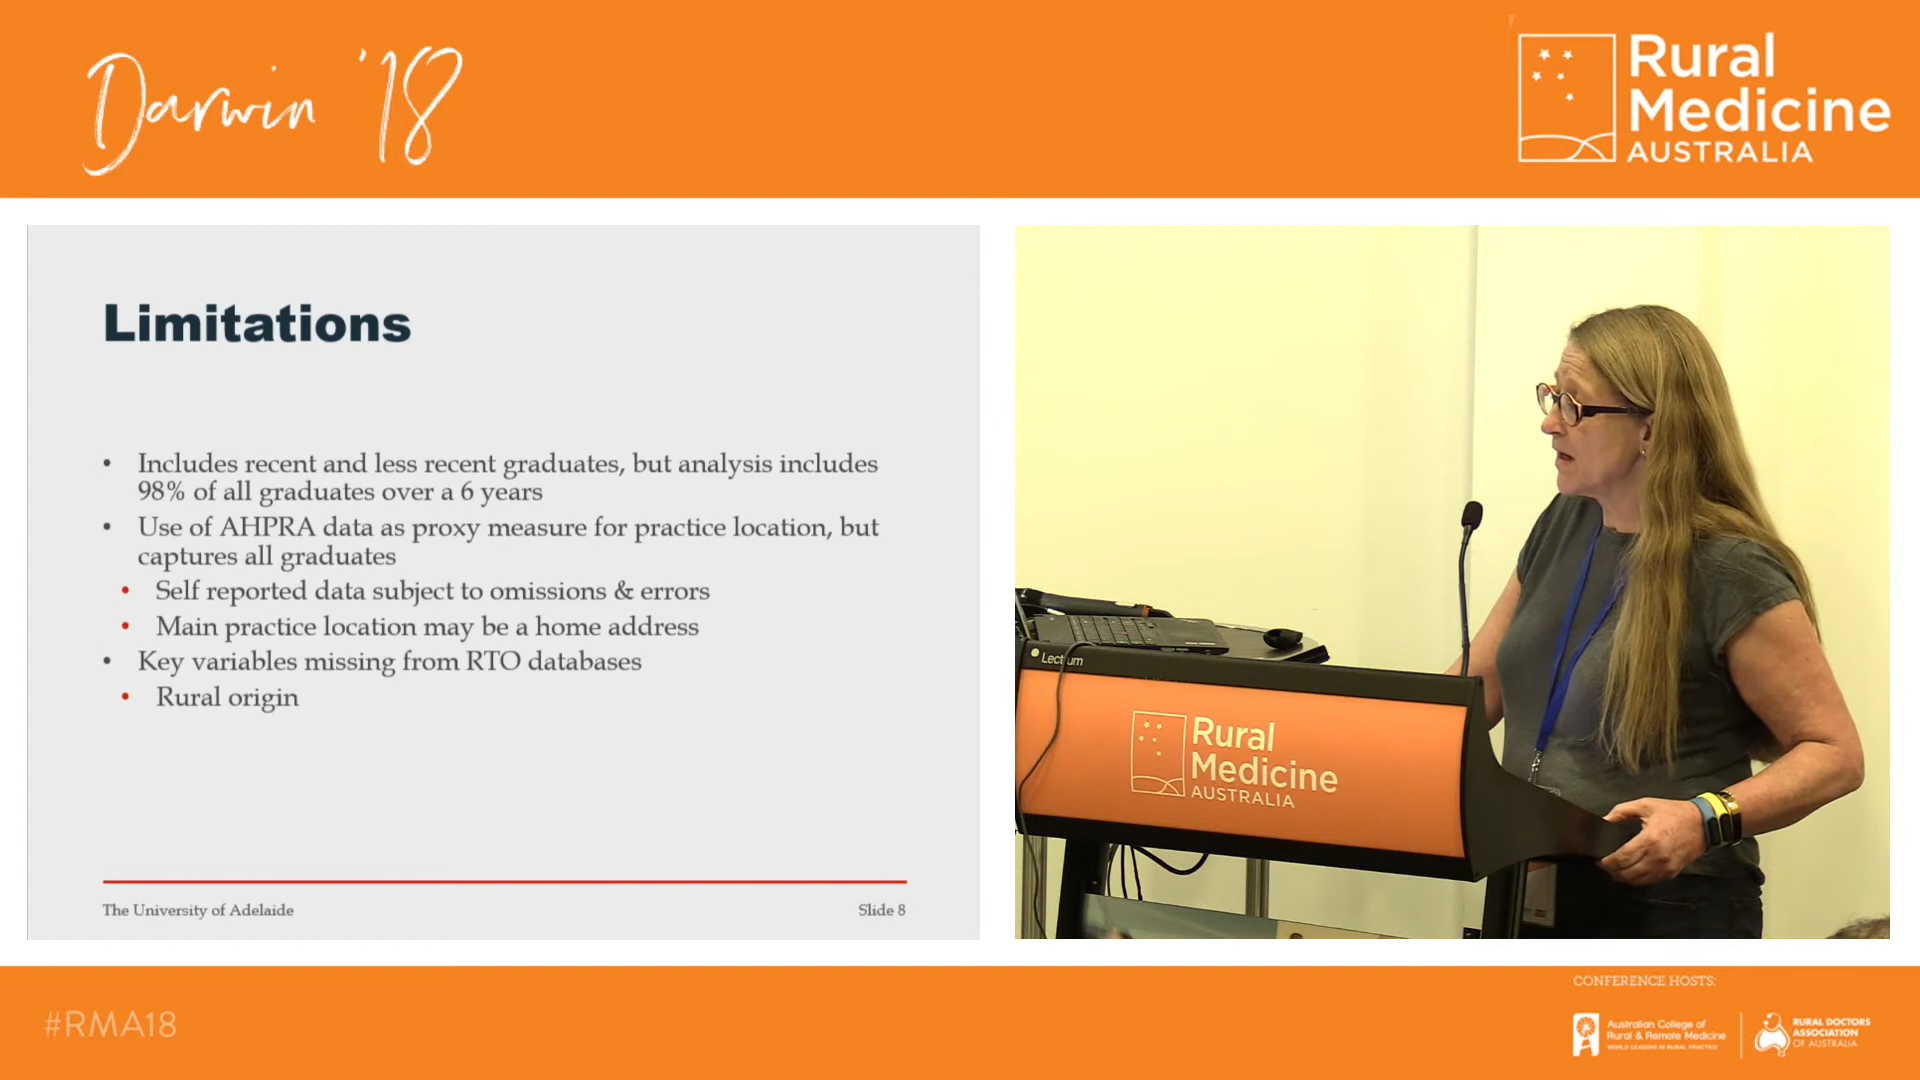 Darwin '18
Rural
Medicine
AUSTRALIA
Limitations
• Includes recent and less recent graduates, but analysis includes
98% of all graduates over a 6 years
• Use of AHPRA data as proxy measure for practice location, but
captures all graduates
• Self reported data subject to omissions & errors
• Main practice location may be a home address
• Key variables missing from RTO databases
• Rural origin
The University of Adelaide
Slide 8
Lectrum
Rural
Medicine
AUSTRALIA
#RMA18
CONFERENCE HOSTS:
Australian College of
Rural & Remote Medicine
WORLD LEADERS IN RURAL PRACTICE
RURAL DOCTORS
ASSOCIATION
OF AUSTRALIA